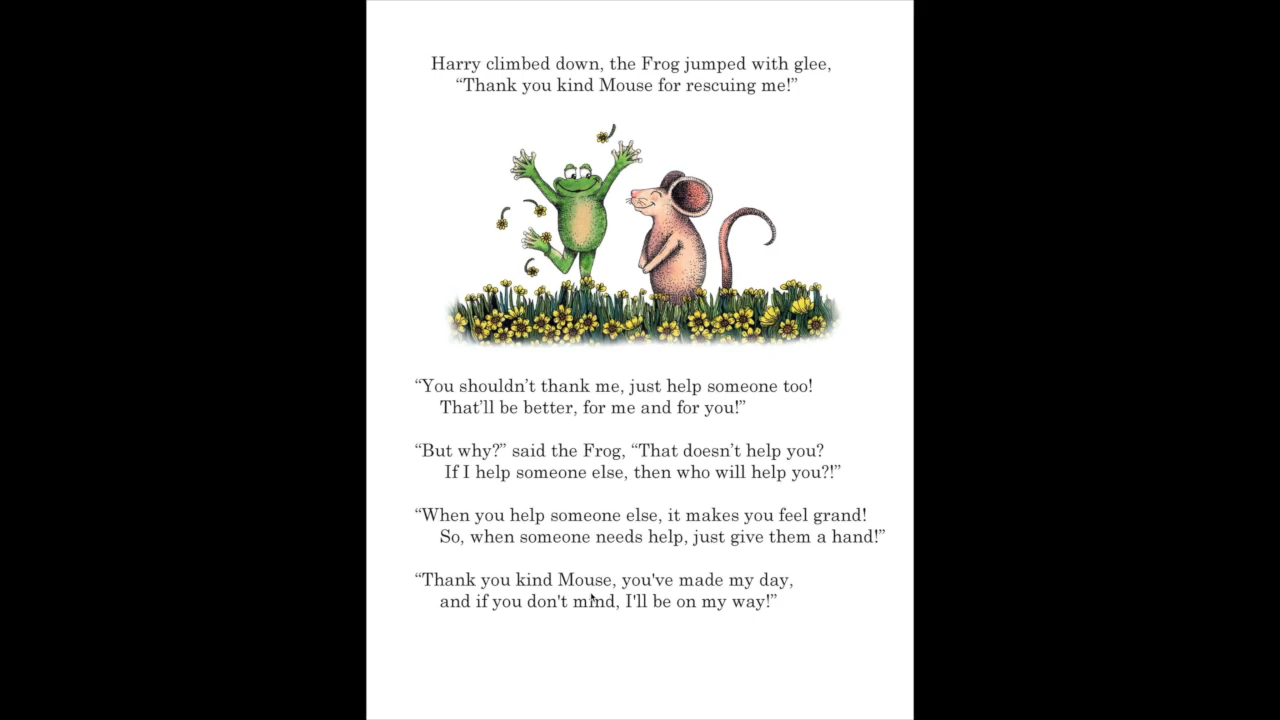 Harry climbed down, the Frog jumped with glee,
“Thank you kind Mouse for rescuing me!”
“You shouldn’t thank me, just help someone too!
That’ll be better, for me and for you!”
“But why?” said the Frog, “That doesn’t help you?
If I help someone else, then who will help you?!”
“When you help someone else, it makes you feel grand!
So, when someone needs help, just give them a hand!”
“Thank you kind Mouse, you've made my day,
and if you don't mind, I'll be on my way!”